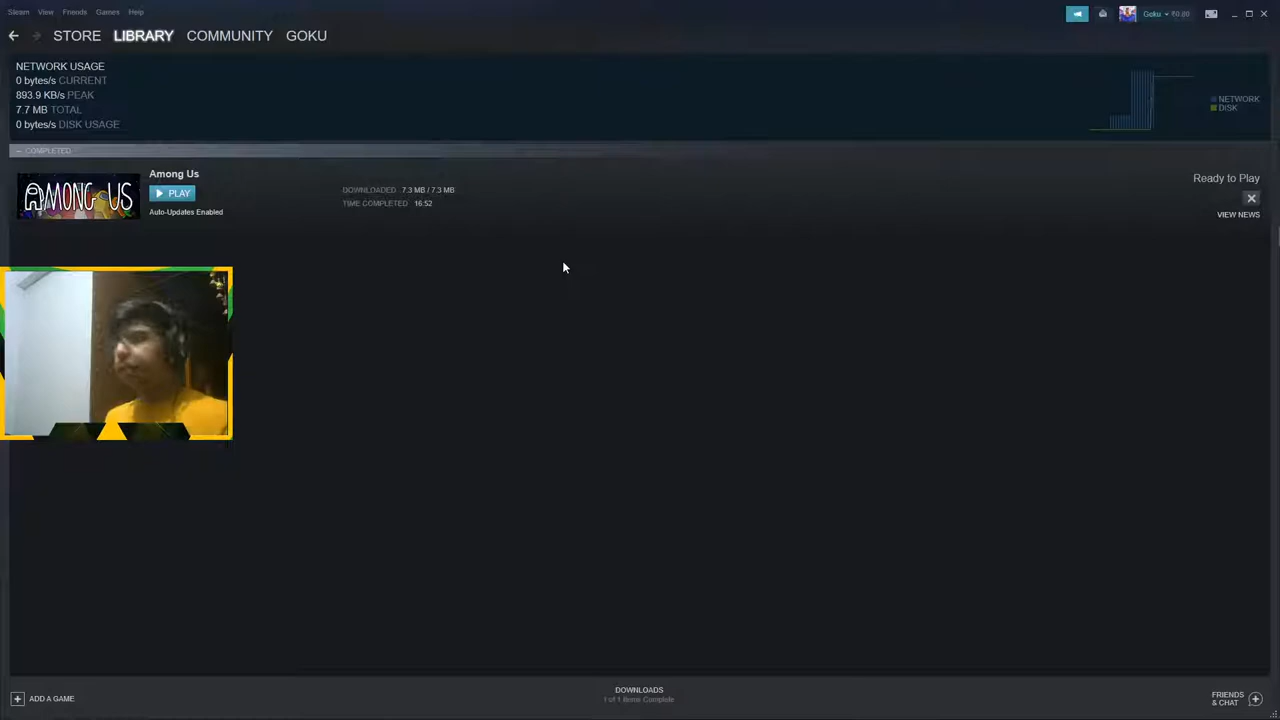 Steam View Friends Games Help
Goku ₹0.80
STORE LIBRARY COMMUNITY GOKU
NETWORK USAGE
0 bytes/s CURRENT
893.9 KB/s PEAK
7.7 MB TOTAL
0 bytes/s DISK USAGE
NETWORK
DISK
— COMPLETED
AMONG US
Among Us
PLAY
Auto-Updates Enabled
DOWNLOADED 7.3 MB / 7.3 MB
TIME COMPLETED 16:52
Ready to Play
VIEW NEWS
ADD A GAME
DOWNLOADS
1 of 1 Items Complete
FRIENDS
& CHAT